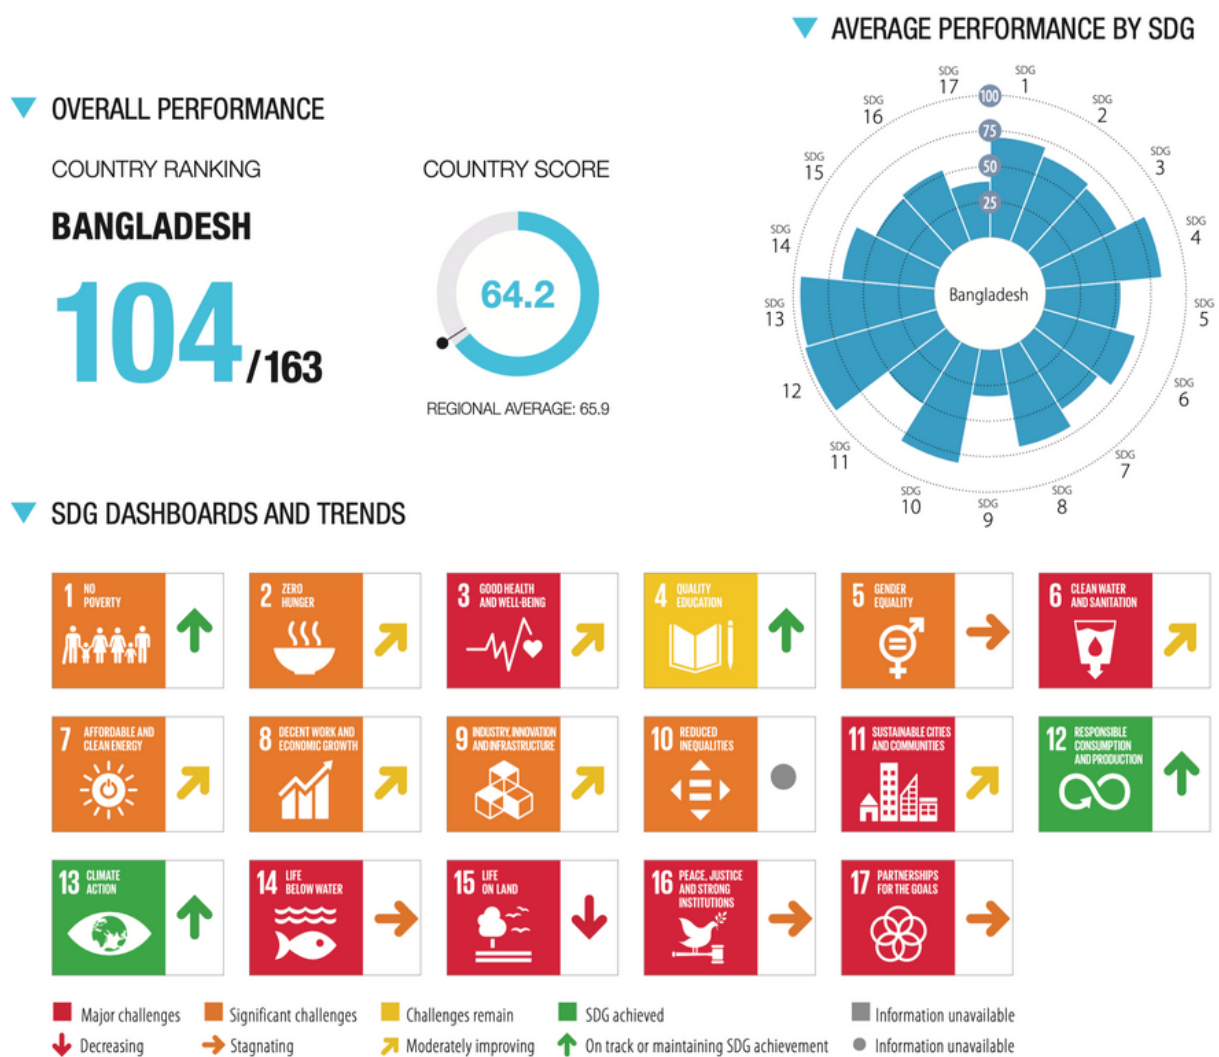 AVERAGE PERFORMANCE BY SDG
OVERALL PERFORMANCE
COUNTRY RANKING
BANGLADESH
104/163
COUNTRY SCORE
64.2
REGIONAL AVERAGE: 65.9
SDG 1
SDG 2
SDG 3
SDG 4
SDG 5
SDG 6
SDG 7
SDG 8
SDG 9
SDG 10
SDG 11
12
SDG 13
SDG 14
SDG 15
SDG 16
SDG 17
100
75
50
25
Bangladesh
SDG DASHBOARDS AND TRENDS
1 NO
POVERTY
2 ZERO
HUNGER
3 GOOD HEALTH
AND WELL-BEING
4 QUALITY
EDUCATION
5 GENDER
EQUALITY
6 CLEAN WATER
AND SANITATION
7 AFFORDABLE AND
CLEAN ENERGY
8 DECENT WORK AND
ECONOMIC GROWTH
9 INDUSTRY, INNOVATION
AND INFRASTRUCTURE
10 REDUCED
INEQUALITIES
11 SUSTAINABLE CITIES
AND COMMUNITIES
12 RESPONSIBLE
CONSUMPTION
AND PRODUCTION
13 CLIMATE
ACTION
14 LIFE
BELOW WATER
15 LIFE
ON LAND
16 PEACE, JUSTICE
AND STRONG
INSTITUTIONS
17 PARTNERSHIPS
FOR THE GOALS
Major challenges Significant challenges Challenges remain SDG achieved Information unavailable
Decreasing Stagnating Moderately improving On track or maintaining SDG achievement Information unavailable